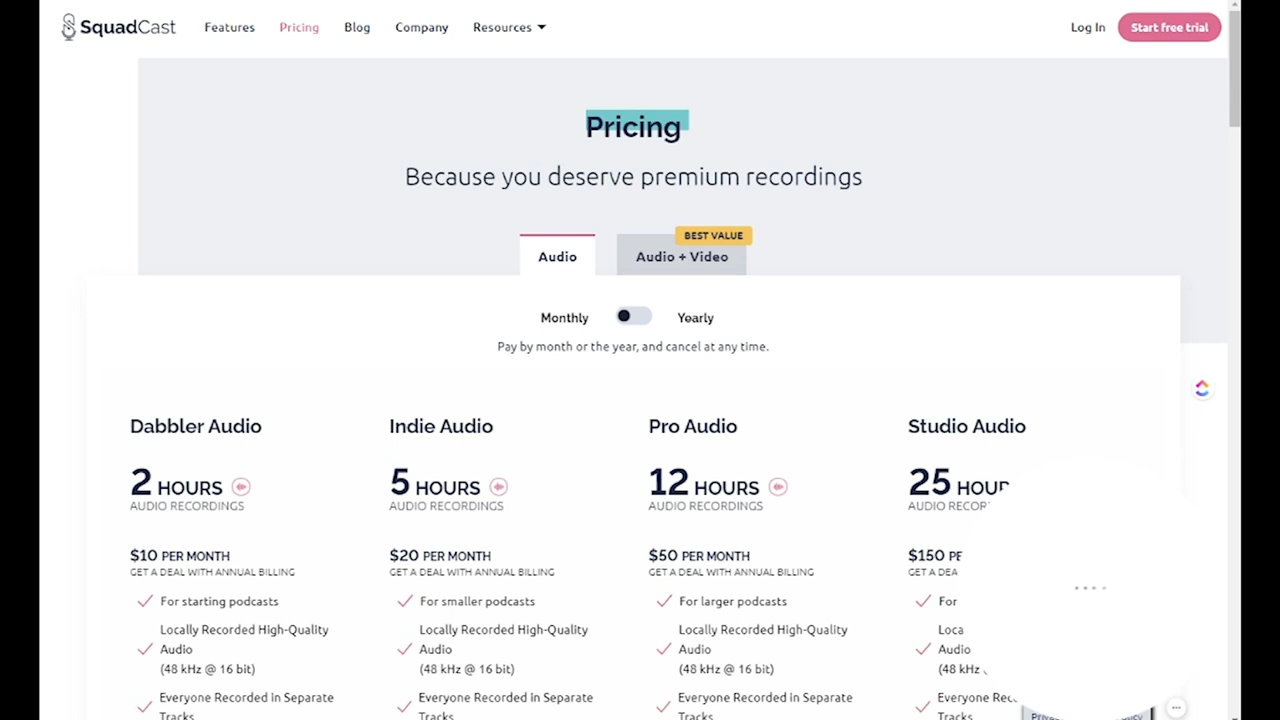 SquadCast Features Pricing Blog Company Resources Log In Start free trial
Pricing
Because you deserve premium recordings
BEST VALUE
Audio Audio + Video
Monthly Yearly
Pay by month or the year, and cancel at any time.
Dabbler Audio Indie Audio Pro Audio Studio Audio
2 HOURS 5 HOURS 12 HOURS 25
AUDIO RECORDINGS AUDIO RECORDINGS AUDIO RECORDINGS AUDIO
$10 PER MONTH $20 PER MONTH $50 PER MONTH $150
GET A DEAL WITH ANNUAL BILLING GET A DEAL WITH ANNUAL BILLING GET A DEAL WITH ANNUAL BILLING GET A
For starting podcasts For smaller podcasts For larger podcasts For
Locally Recorded High-Quality Locally Recorded High-Quality Locally Recorded High-Quality
Audio Audio Audio Audio
(48 kHz @ 16 bit) (48 kHz @ 16 bit) (48 kHz @ 16 bit) (48 kHz
Everyone Recorded in Separate Everyone Recorded in Separate Everyone Recorded in Separate Everyone
Tracks Tracks Tracks Tracks